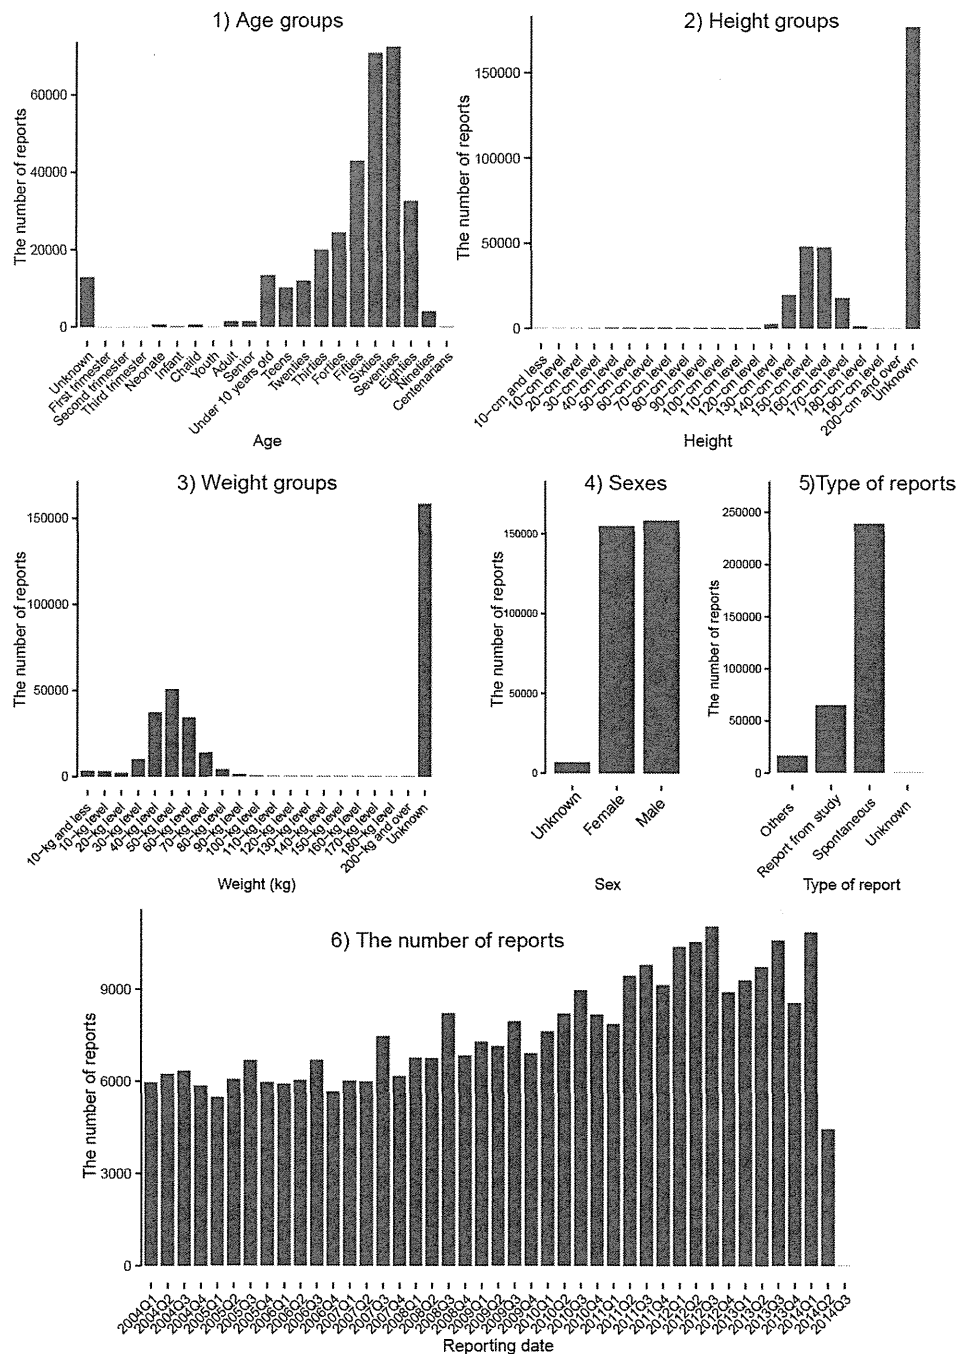 1) Age groups
The number of reports
60000
40000
20000
0
Unknown
First trimester
Second trimester
Third trimester
Neonate
Infant
Chaild
Youth
Adult
Senior
Under 10 years old
Teens
Twenties
Thirties
Forties
Fifties
Sixties
Seventies
Eighties
Nineties
Centenarians
Age
2) Height groups
The number of reports
150000
100000
50000
0
10-cm and less
10-cm level
20-cm level
30-cm level
40-cm level
50-cm level
60-cm level
70-cm level
80-cm level
90-cm level
100-cm level
110-cm level
120-cm level
130-cm level
140-cm level
150-cm level
160-cm level
170-cm level
180-cm level
190-cm level
200-cm and over
Unknown
Height
3) Weight groups
The number of reports
150000
100000
50000
0
10-kg and less
10-kg level
20-kg level
30-kg level
40-kg level
50-kg level
60-kg level
70-kg level
80-kg level
90-kg level
100-kg level
110-kg level
120-kg level
130-kg level
140-kg level
150-kg level
160-kg level
170-kg level
180-kg level
200-kg and over
Unknown
Weight (kg)
4) Sexes
The number of reports
150000
100000
50000
0
Unknown
Female
Male
Sex
5)Type of reports
The number of reports
250000
200000
150000
100000
50000
0
Others
Report from study
Spontaneous
Unknown
Type of report
6) The number of reports
The number of reports
9000
6000
3000
0
2004Q1
2004Q2
2004Q3
2004Q4
2005Q1
2005Q2
2005Q3
2005Q4
2006Q1
2006Q2
2006Q3
2006Q4
2007Q1
2007Q2
2007Q3
2007Q4
2008Q1
2008Q2
2008Q3
2008Q4
2009Q1
2009Q2
2009Q3
2009Q4
2010Q1
2010Q2
2010Q3
2010Q4
2011Q1
2011Q2
2011Q3
2011Q4
2012Q1
2012Q2
2012Q3
2012Q4
2013Q1
2013Q2
2013Q3
2013Q4
2014Q1
2014Q2
2014Q3
Reporting date